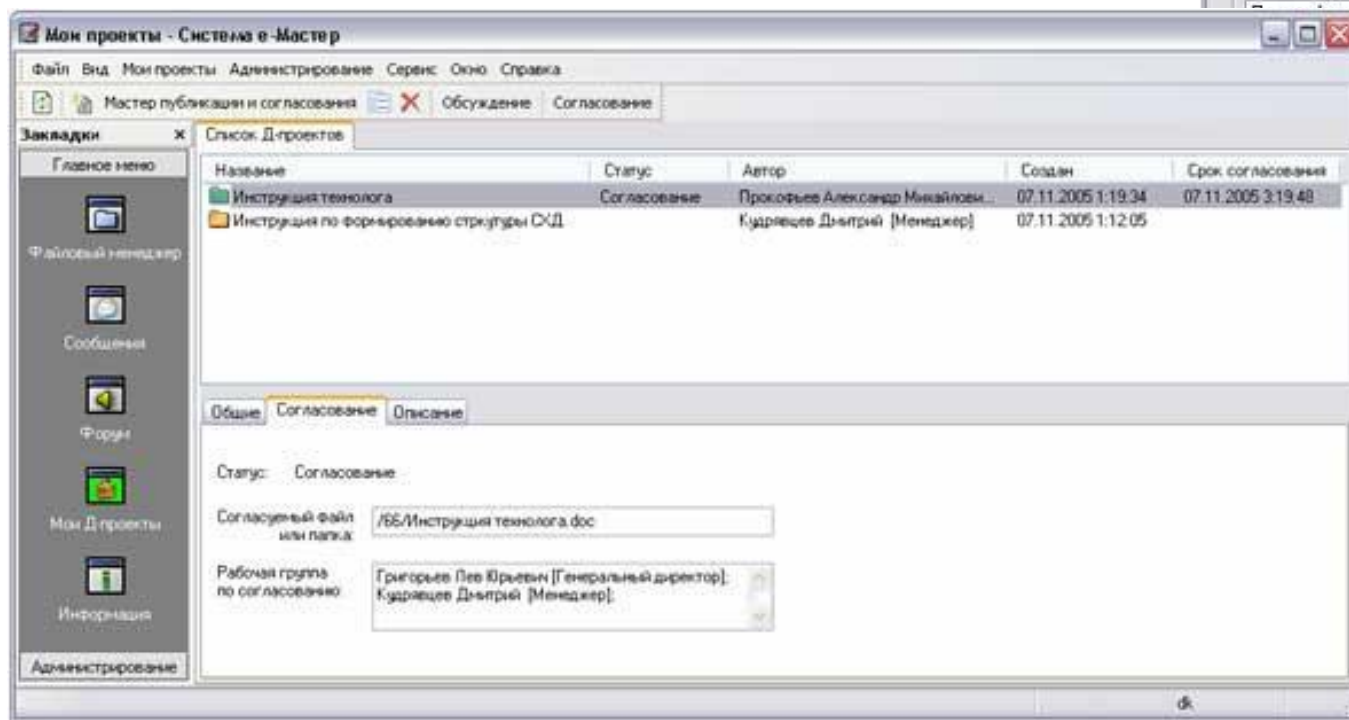 Мои проекты - Система е-Мастер
Файл Вид Мои проекты Администрирование Сервис Окно Справка
Мастер публикации и согласования Обсуждение Согласование
Закладки x Список Д-проектов
Главное меню
Название Статус Автор Создан Срок согласования
Инструкция технолога Согласование Прокофьев Александр Михайлови... 07.11.2005 1:19:34 07.11.2005 3:19:48
Инструкция по формированию стркутуры СХД Кудрявцев Дмитрий [Менеджер] 07.11.2005 1:12:05
Файловый менеджер
Сообщения
Форум
Мои Д-проекты
Информация
Администрирование
Общие Согласование Описание
Статус: Согласование
Согласуемый файл
или папка:
/66/Инструкция технолога.doc
Рабочая группа
по согласованию:
Григорьев Лев Юрьевич [Генеральный директор];
Кудрявцев Дмитрий [Менеджер];
dk